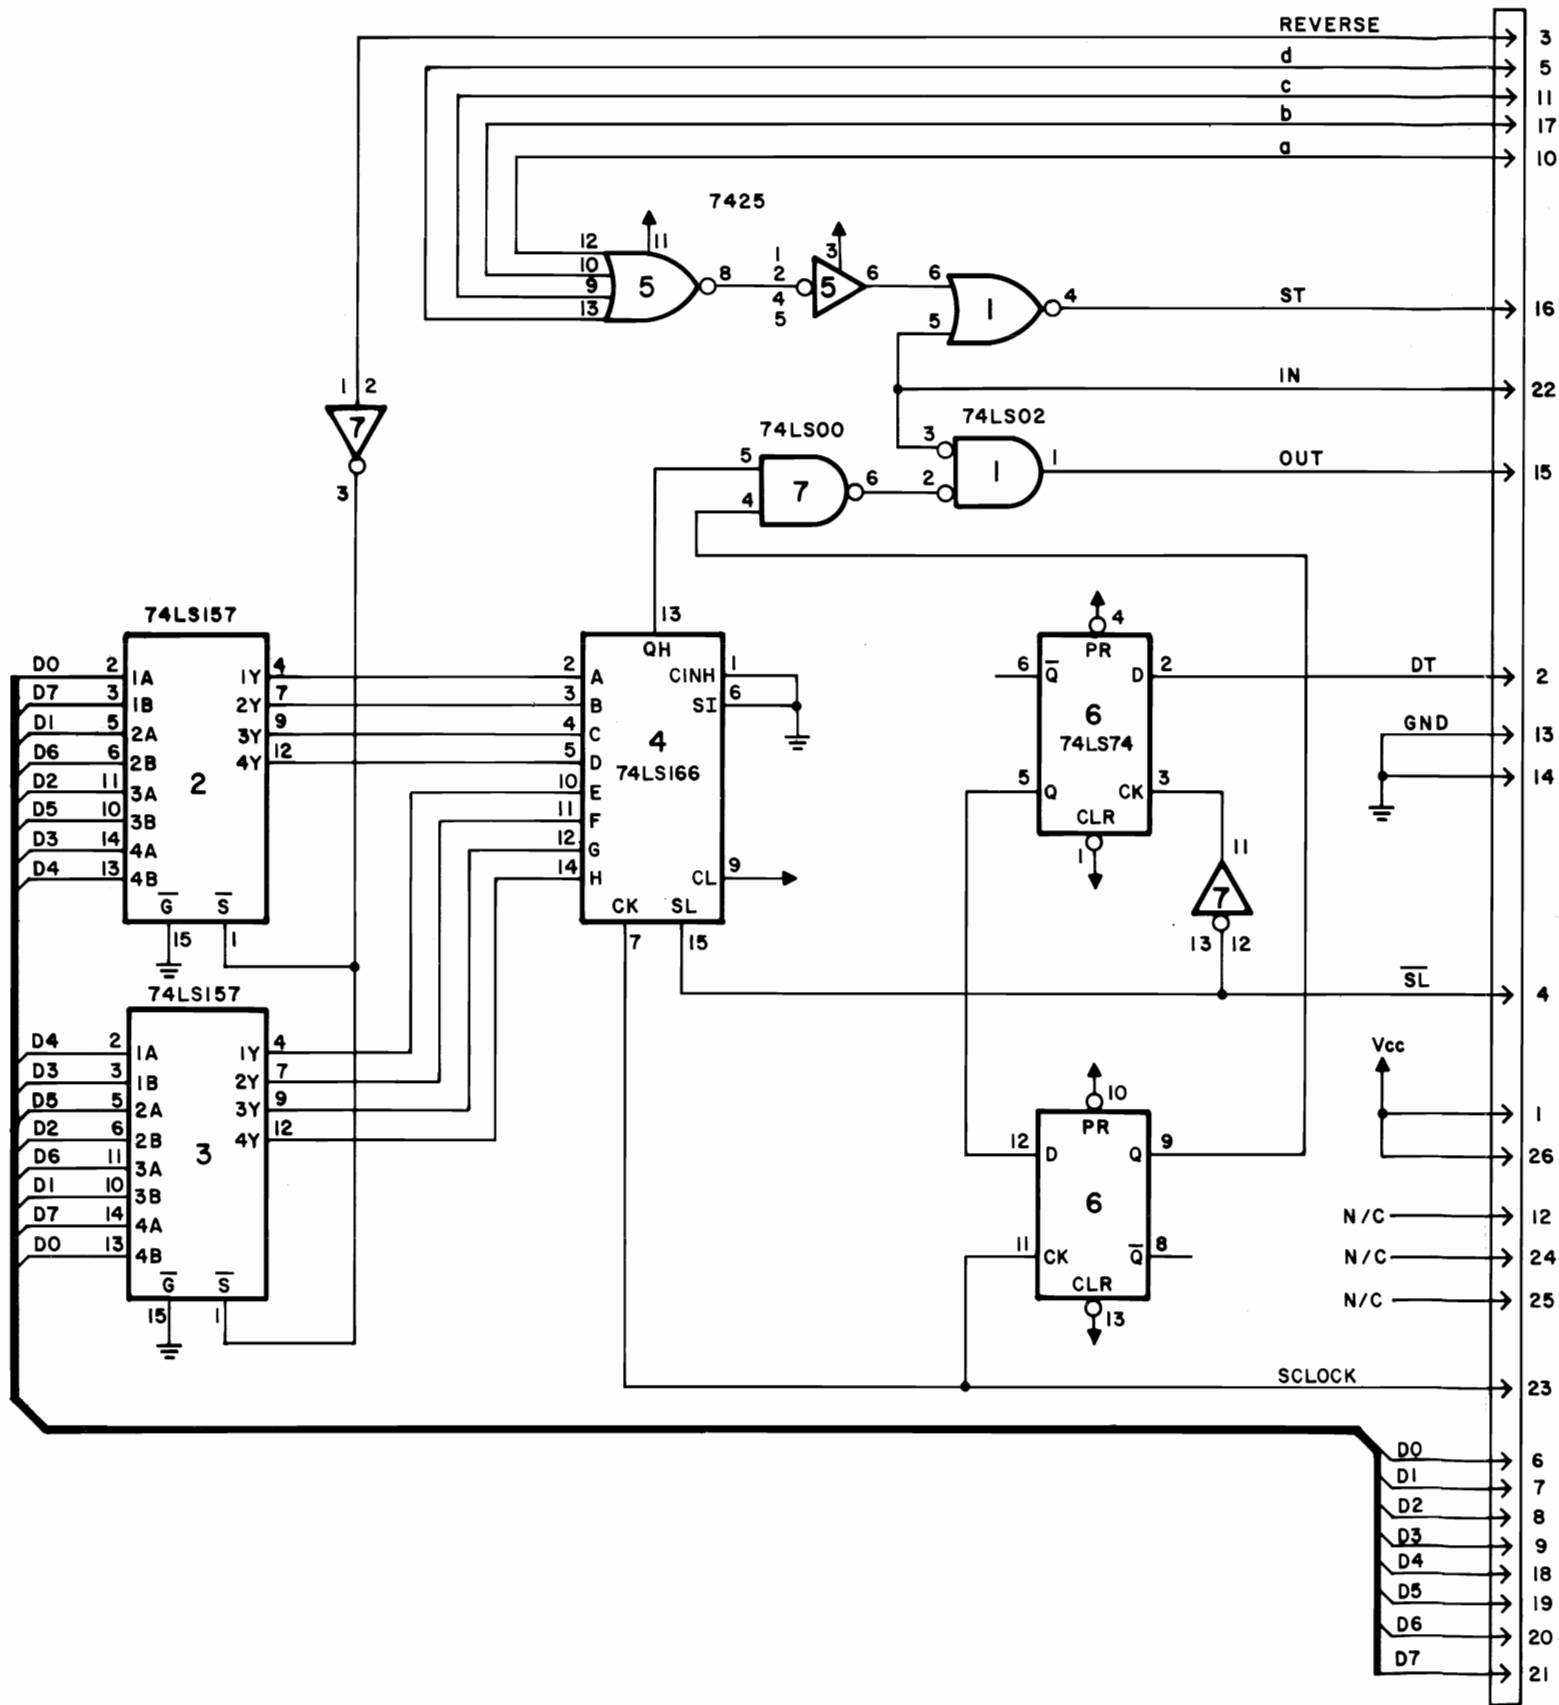 REVERSE 3
d 5
c 11
b 17
a 10
7425
12 11
10
9
13
5
8
1
2
4
5
3
5
6
6
5
1
4
ST 16
IN 22
1 2
7
3
74LS00
74LS02
5
4
7
6
3
2
1
1
OUT 15
74LS157
D0 2 1A 1Y 4
D7 3 1B 2Y 7
D1 5 2A 3Y 9
D6 6 2B 4Y 12
D2 11 3A
2
D5 10 3B
D3 14 4A
D4 13 4B
G S
15 1
13
QH
2 A CINH 1
3 B SI 6
4 C
5 D
4
74LS166
10 E
11 F
12 G
14 H CL 9
CK SL
7 15
4
PR
6 Q D 2
6
74LS74
5 Q CK 3
CLR
1
11
7
13 12
DT 2
GND 13
14
SL 4
74LS157
D4 2 1A 1Y 4
D3 3 1B 2Y 7
D5 5 2A 3Y 9
D2 6 2B 4Y 12
D6 11 3A
3
D1 10 3B
D7 14 4A
D0 13 4B
G S
15 1
10
PR
12 D Q 9
6
11 CK Q 8
CLR
13
Vcc
1
26
N/C 12
N/C 24
N/C 25
SCLOCK 23
D0 6
D1 7
D2 8
D3 9
D4 18
D5 19
D6 20
D7 21